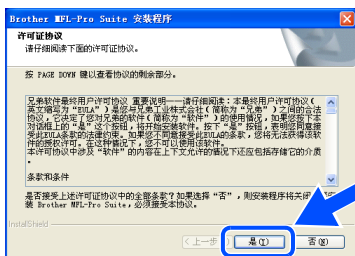 Brother MFL-Pro Suite 安装程序
许可证协议
请仔细阅读下面的许可证协议。
按 PAGE DOWN 键以查看协议的剩余部分。
兄弟软件最终用户许可协议 重要说明——请仔细阅读：本最终用户许可协议（
英文缩写为“EULA”）是您与兄弟工业株式会社（简称为“兄弟”）之间的合法
协议，它决定了您对兄弟的软件（简称为“软件”）的使用情况，如果您按下本
对话框上的“是”这个按钮，将开始安装软件。按下“是”按钮，表明您同意接
受此EULA条款的法律约束。如果您不同意接受此EULA的条款，您将无法获得该软
件的授权许可。在这种情况下，您不可以使用该软件。
本许可协议中涉及“软件”的内容在上下文允许的情况下还应包括存储它的介质
。
条款和条件
是否接受上述许可证协议中的全部条款？如果选择“否”，则安装程序将关闭
装 Brother MFL-Pro Suite，必须接受本协议。
InstallShield
<上一步
是(Y)
否(N)